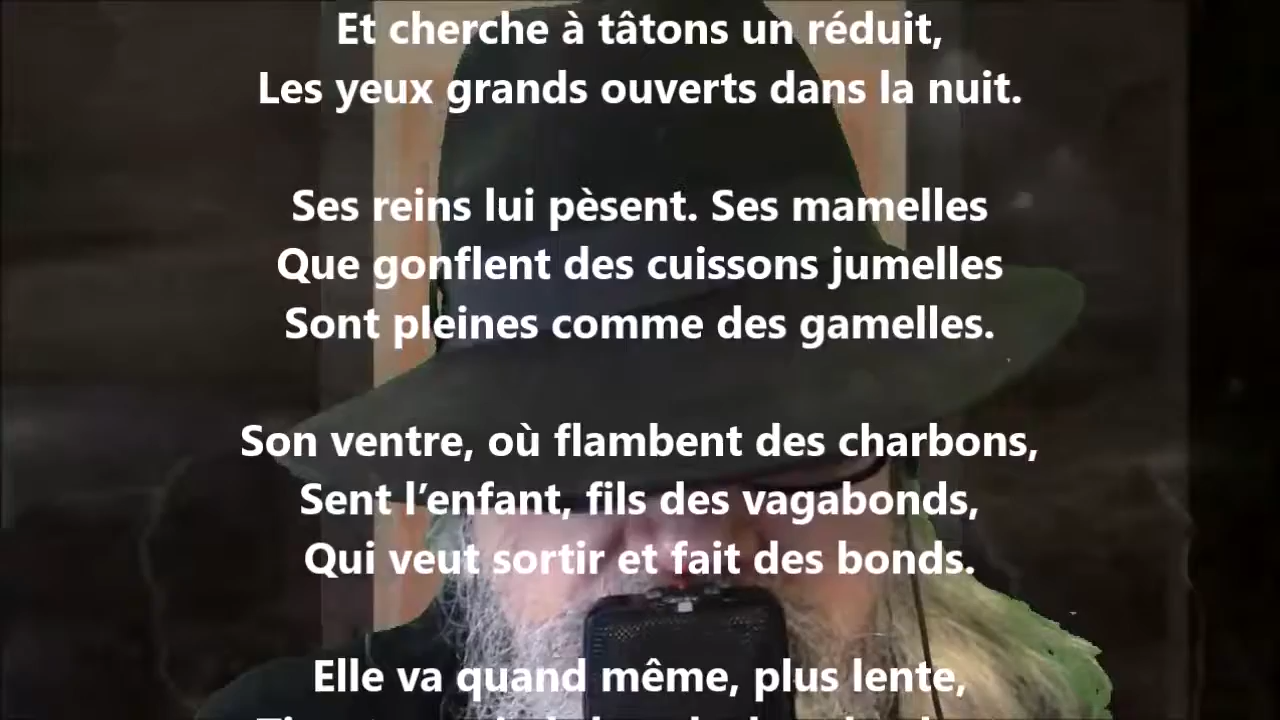 Et cherche à tâtons un réduit,
Les yeux grands ouverts dans la nuit.
Ses reins lui pèsent. Ses mamelles
Que gonflent des cuissons jumelles
Sont pleines comme des gamelles.
Son ventre, où flambent des charbons,
Sent l’enfant, fils des vagabonds,
Qui veut sortir et fait des bonds.
Elle va quand même, plus lente,